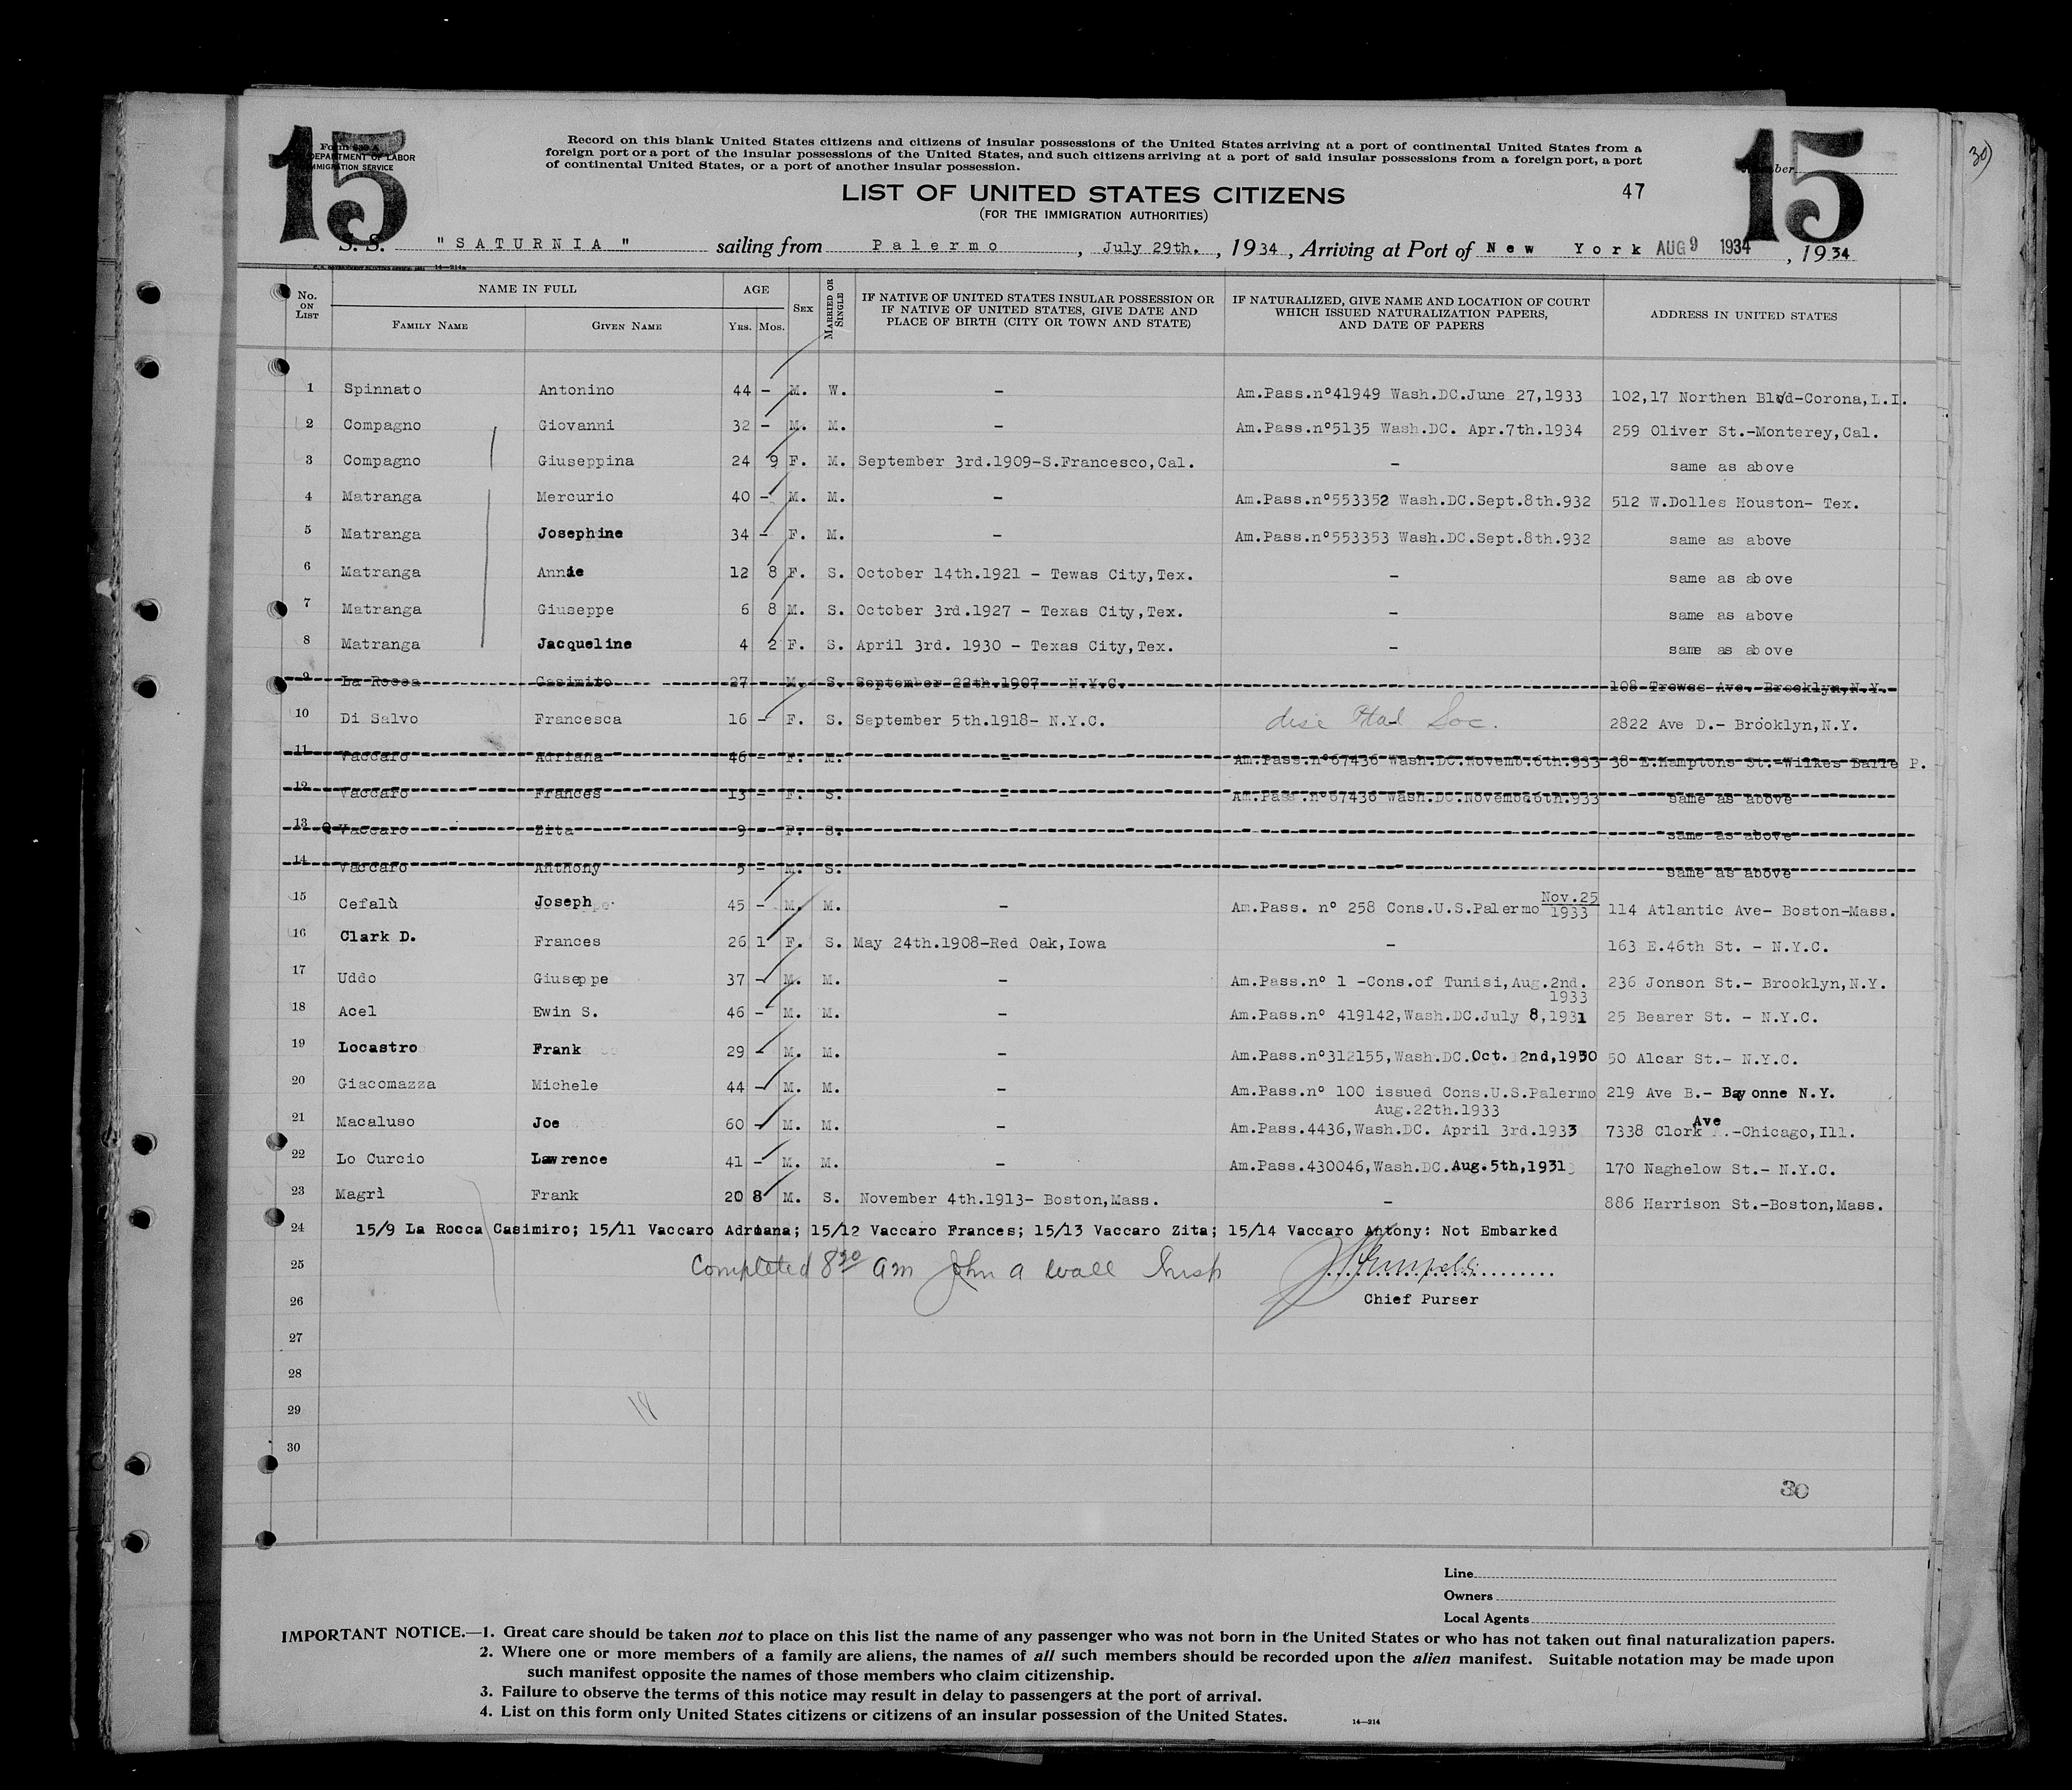 15
15
Form 630 A
DEPARTMENT OF LABOR
IMMIGRATION SERVICE
Record on this blank United States citizens and citizens of insular possessions of the United States arriving at a port of continental United States from a
foreign port or a port of the insular possessions of the United States, and such citizens arriving at a port of said insular possessions from a foreign port, a port
of continental United States, or a port of another insular possession.
30)
LIST OF UNITED STATES CITIZENS
47
(FOR THE IMMIGRATION AUTHORITIES)
S. S. "SATURNIA" sailing from Palermo, July 29th., 1934, Arriving at Port of New York AUG 9 1934, 1934
14—214a
No. ON LIST NAME IN FULL AGE SEX MARRIED OR SINGLE IF NATIVE OF UNITED STATES INSULAR POSSESSION OR IF NATIVE OF UNITED STATES, GIVE DATE AND PLACE OF BIRTH (CITY OR TOWN AND STATE) IF NATURALIZED, GIVE NAME AND LOCATION OF COURT WHICH ISSUED NATURALIZATION PAPERS, AND DATE OF PAPERS ADDRESS IN UNITED STATES
FAMILY NAME GIVEN NAME YRS. MOS.
1 Spinnato Antonino 44 - M. W. - Am.Pass.nº41949 Wash.DC.June 27,1933 102,17 Northen Blvd-Corona,L.I.
2 Compagno Giovanni 32 - M. M. - Am.Pass.nº5135 Wash.DC. Apr.7th.1934 259 Oliver St.-Monterey,Cal.
3 Compagno Giuseppina 24 9 F. M. September 3rd.1909-S.Francesco,Cal. - same as above
4 Matranga Mercurio 40 - M. M. - Am.Pass.nº553352 Wash.DC.Sept.8th.932 512 W.Dolles Houston- Tex.
5 Matranga Josephine 34 - F. M. - Am.Pass.nº553353 Wash.DC.Sept.8th.932 same as above
6 Matranga Annie 12 8 F. S. October 14th.1921 - Tewas City,Tex. - same as above
7 Matranga Giuseppe 6 8 M. S. October 3rd.1927 - Texas City,Tex. - same as above
8 Matranga Jacqueline 4 2 F. S. April 3rd. 1930 - Texas City,Tex. - same as above
9 La Rocca Casimito 27 M. S. September 22th.1907 N.Y.C. 108 Trowes Ave. Brooklyn,N.Y.
10 Di Salvo Francesca 16 - F. S. September 5th.1918- N.Y.C. 2822 Ave D.- Brooklyn,N.Y.
11 Vaccaro Adriana 46 - F. M. - Am.Pass.nº67436 Wash.DC.Novemb.6th.933 38 E.Hamptons St.-Wilkes Barre P.
12 Vaccaro Frances 13 - F. S. - Am.Pass.nº67436 Wash.DC.Novemb.6th.933 same as above
13 Vaccaro Zita 9 - F. S. same as above
14 Vaccaro Anthony 5 - M. S. same as above
15 Cefalù Joseph 45 - M. M. - Am.Pass. nº 258 Cons.U.S.Palermo Nov.25 1933 114 Atlantic Ave- Boston-Mass.
16 Clark D. Frances 26 1 F. S. May 24th.1908-Red Oak,Iowa - 163 E.46th St. - N.Y.C.
17 Uddo Giuseppe 37 - M. M. - Am.Pass.nº 1 -Cons.of Tunisi,Aug.2nd. 1933 236 Jonson St.- Brooklyn,N.Y.
18 Acel Ewin S. 46 - M. M. - Am.Pass.nº 419142,Wash.DC.July 8,1931 25 Bearer St. - N.Y.C.
19 Locastro Frank 29 - M. M. - Am.Pass.nº312155,Wash.DC.Oct. 2nd,1930 50 Alcar St.- N.Y.C.
20 Giacomazza Michele 44 - M. M. - Am.Pass.nº 100 issued Cons.U.S.Palermo 219 Ave B.- Bayonne N.Y.
Aug.22th.1933
21 Macaluso Joe 60 - M. M. - Am.Pass.4436,Wash.DC. April 3rd.1933 7338 Clork Ave.-Chicago,Ill.
22 Lo Curcio Lawrence 41 - M. M. - Am.Pass.430046,Wash.DC.Aug.5th,1931 170 Naghelow St.- N.Y.C.
23 Magrì Frank 20 8 M. S. November 4th.1913- Boston,Mass. - 886 Harrison St.-Boston,Mass.
24 15/9 La Rocca Casimiro; 15/11 Vaccaro Adriana; 15/12 Vaccaro Frances; 15/13 Vaccaro Zita; 15/14 Vaccaro Antony: Not Embarked
25 Completed 8 30 am John A Wall Insp
26 Chief Purser
27
28
29
18
30
30
Line
Owners
Local Agents
IMPORTANT NOTICE.—1. Great care should be taken not to place on this list the name of any passenger who was not born in the United States or who has not taken out final naturalization papers.
2. Where one or more members of a family are aliens, the names of all such members should be recorded upon the alien manifest. Suitable notation may be made upon
such manifest opposite the names of those members who claim citizenship.
3. Failure to observe the terms of this notice may result in delay to passengers at the port of arrival.
4. List on this form only United States citizens or citizens of an insular possession of the United States.
14—214